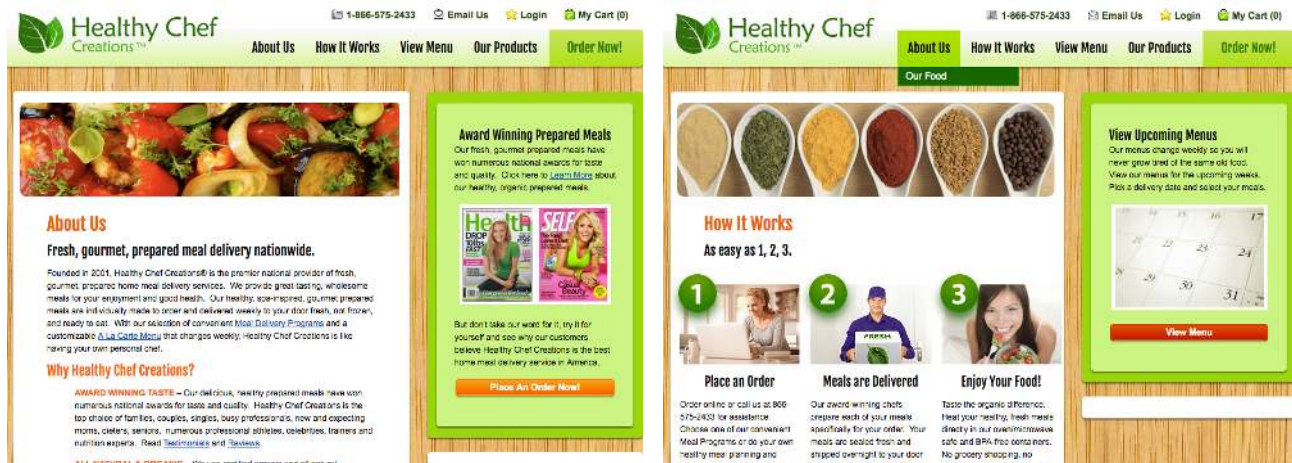 Healthy Chef
Creations™
1-866-575-2433 Email Us Login My Cart (0)
About Us How It Works View Menu Our Products Order Now!
About Us
Fresh, gourmet, prepared meal delivery nationwide.
Founded in 2001, Healthy Chef Creations® is the premier national provider of fresh,
gourmet, prepared home meal delivery services. We provide great-tasting, wholesome
meals for your enjoyment and good health. Our healthy, spa-inspired, gourmet prepared
meals are individually made to order and delivered weekly to your door fresh, not frozen,
and ready to eat. With our selection of convenient Meal Delivery Programs and a
customizable A La Carte Menu that changes weekly, Healthy Chef Creations is like
having your own personal chef.
Why Healthy Chef Creations?
AWARD WINNING TASTE – Our delicious, healthy prepared meals have won
numerous national awards for taste and quality. Healthy Chef Creations is the
top choice of families, couples, singles, busy professionals, new and expecting
moms, dieters, seniors, numerous professional athletes, celebrities, trainers and
nutrition experts. Read Testimonials and Reviews.
Award Winning Prepared Meals
Our fresh, gourmet prepared meals have
won numerous national awards for taste
and quality. Click here to Learn More about
our healthy, organic prepared meals.
Health
DROP
10lbs
FAST
SELF
Casual
Beauty
But don't take our word for it, try it for
yourself and see why our customers
believe Healthy Chef Creations is the best
home meal delivery service in America.
Place An Order Now!
Healthy Chef
Creations™
1-866-575-2433 Email Us Login My Cart (0)
About Us How It Works View Menu Our Products Order Now!
Our Food
How It Works
As easy as 1, 2, 3.
1 2 3
FRESH
Place an Order
Order online or call us at 866-
575-2433 for assistance.
Choose one of our convenient
Meal Programs or do your own
healthy meal planning and
Meals are Delivered
Our award-winning chefs
prepare each of your meals
specifically for your order. Your
meals are sealed fresh and
shipped overnight to your door
Enjoy Your Food!
Taste the organic difference.
Heat your healthy, fresh meals
directly in our oven/microwave
safe and BPA free containers.
No grocery shopping, no
View Upcoming Menus
Our menus change weekly so you will
never grow tired of the same old food.
View our menus for the upcoming weeks.
Pick a delivery date and select your meals.
14 15 16 17
21 22 23 24
28 29 30 31
View Menu